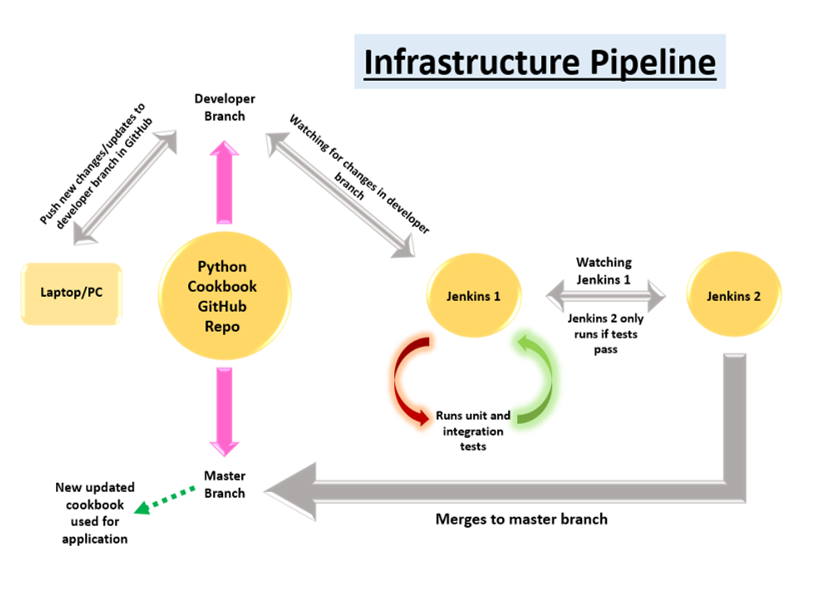 Infrastructure Pipeline
Developer
Branch
Push new changes/updates to
developer branch in GitHub
Watching for changes in developer
branch
Laptop/PC
Python
Cookbook
GitHub
Repo
Jenkins 1
Watching
Jenkins 1
Jenkins 2 only
runs if tests
pass
Jenkins 2
Runs unit and
integration
tests
Master
Branch
New updated
cookbook
used for
application
Merges to master branch